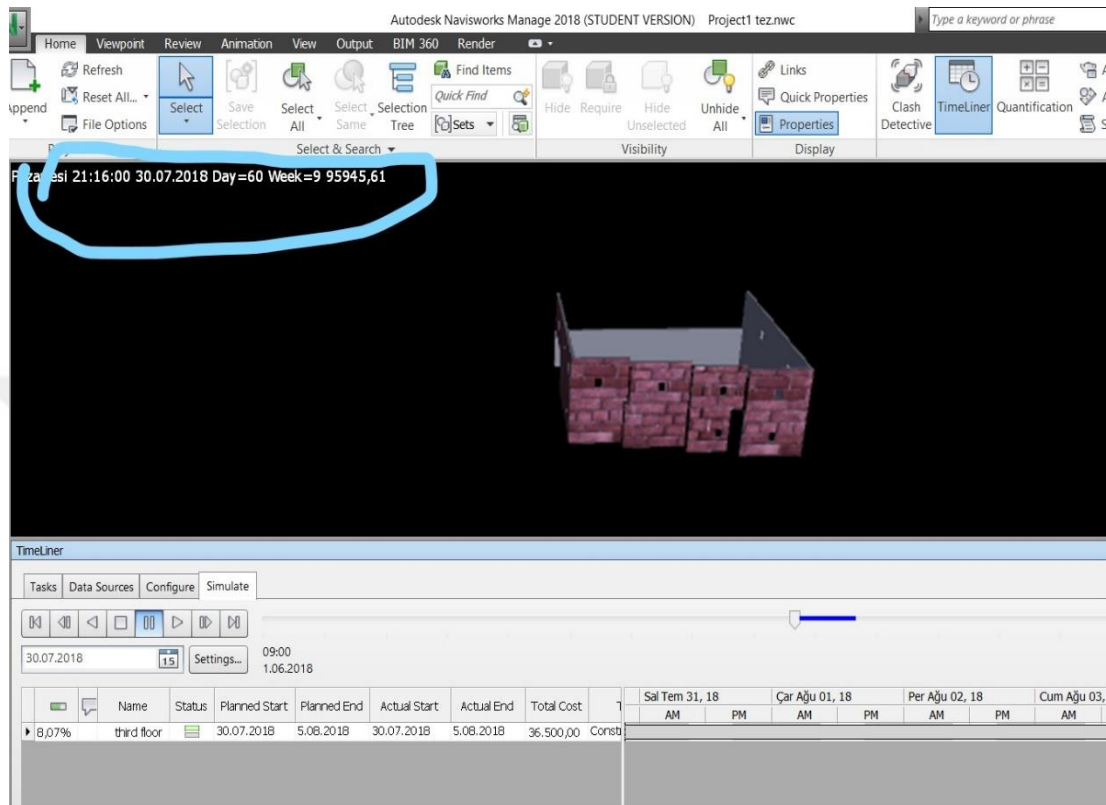 Autodesk Navisworks Manage 2018 (STUDENT VERSION) Project1 tez.nwc
Type a keyword or phrase
Home Viewpoint Review Animation View Output BIM 360 Render
Append
Refresh
Reset All...
File Options
Select
Save Selection
Select All
Select Same
Selection Tree
Find Items
Quick Find
Sets
Hide
Require
Hide Unselected
Unhide All
Links
Quick Properties
Properties
Clash Detective
TimeLiner
Quantification
Select & Search
Visibility
Display
21:16:00 30.07.2018 Day=60 Week=9 95945,61
TimeLiner
Tasks Data Sources Configure Simulate
30.07.2018 15 Settings... 09:00
1.06.2018
Name Status Planned Start Planned End Actual Start Actual End Total Cost
8,07% third floor 30.07.2018 5.08.2018 30.07.2018 5.08.2018 36.500,00 Consti
Sal Tem 31, 18 Çar Ağu 01, 18 Per Ağu 02, 18 Cum Ağu 03,
AM PM AM PM AM PM AM